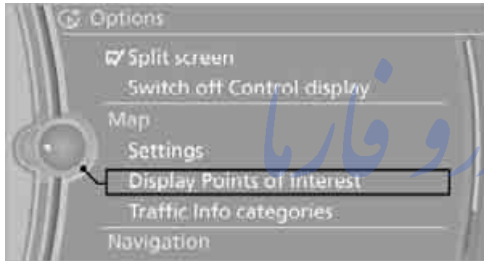 Options
Split screen
Switch off Control display
Map
Settings
Display Points of Interest
Traffic Info categories
Navigation